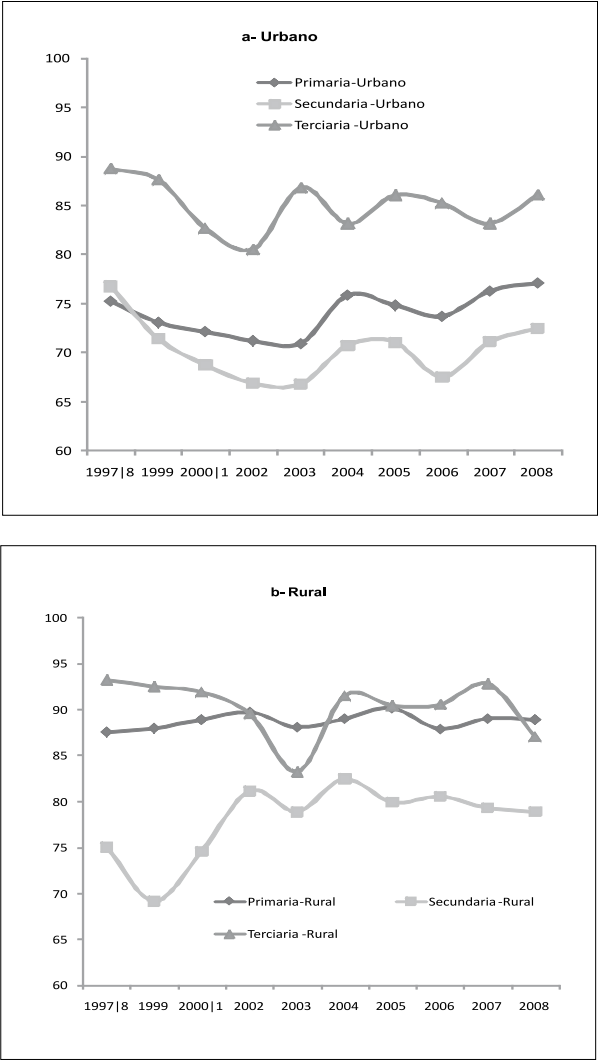 a- Urbano
100
95
90
85
80
75
70
65
60
Primaria-Urbano
Secundaria -Urbano
Terciaria -Urbano
1997|8 1999 2000|1 2002 2003 2004 2005 2006 2007 2008
b- Rural
100
95
90
85
80
75
70
65
60
Primaria-Rural Secundaria -Rural
Terciaria -Rural
1997|8 1999 2000|1 2002 2003 2004 2005 2006 2007 2008